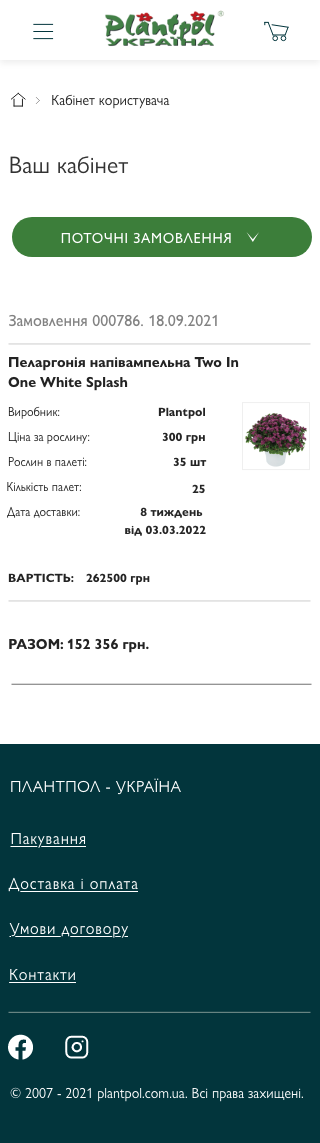 Plantpol®
УКРАЇНА
Кабінет користувача
Ваш кабінет
ПОТОЧНІ ЗАМОВЛЕННЯ
Замовлення 000786. 18.09.2021
Пеларгонія напівампельна Two In
One White Splash
Виробник: Plantpol
Ціна за рослину: 300 грн
Рослин в палеті: 35 шт
Кількість палет: 25
Дата доставки: 8 тиждень
від 03.03.2022
ВАРТІСТЬ: 262500 грн
РАЗОМ: 152 356 грн.
ПЛАНТПОЛ - УКРАЇНА
Пакування
Доставка і оплата
Умови договору
Контакти
© 2007 - 2021 plantpol.com.ua. Всі права захищені.